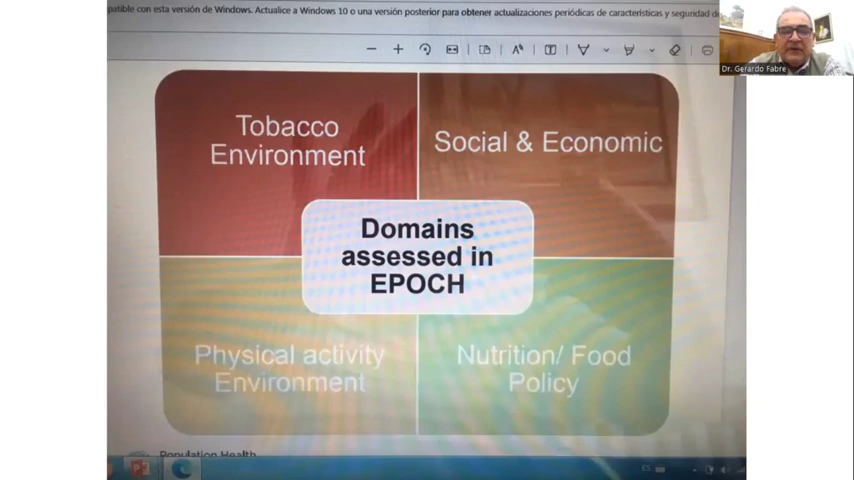 patible con esta versión de Windows. Actualice a Windows 10 o una versión posterior para obtener actualizaciones periódicas de características y seguridad de
Dr. Gerardo Fabre
Tobacco
Environment
Social & Economic
Domains
assessed in
EPOCH
Physical activity
Environment
Nutrition/ Food
Policy
Population Health
ES